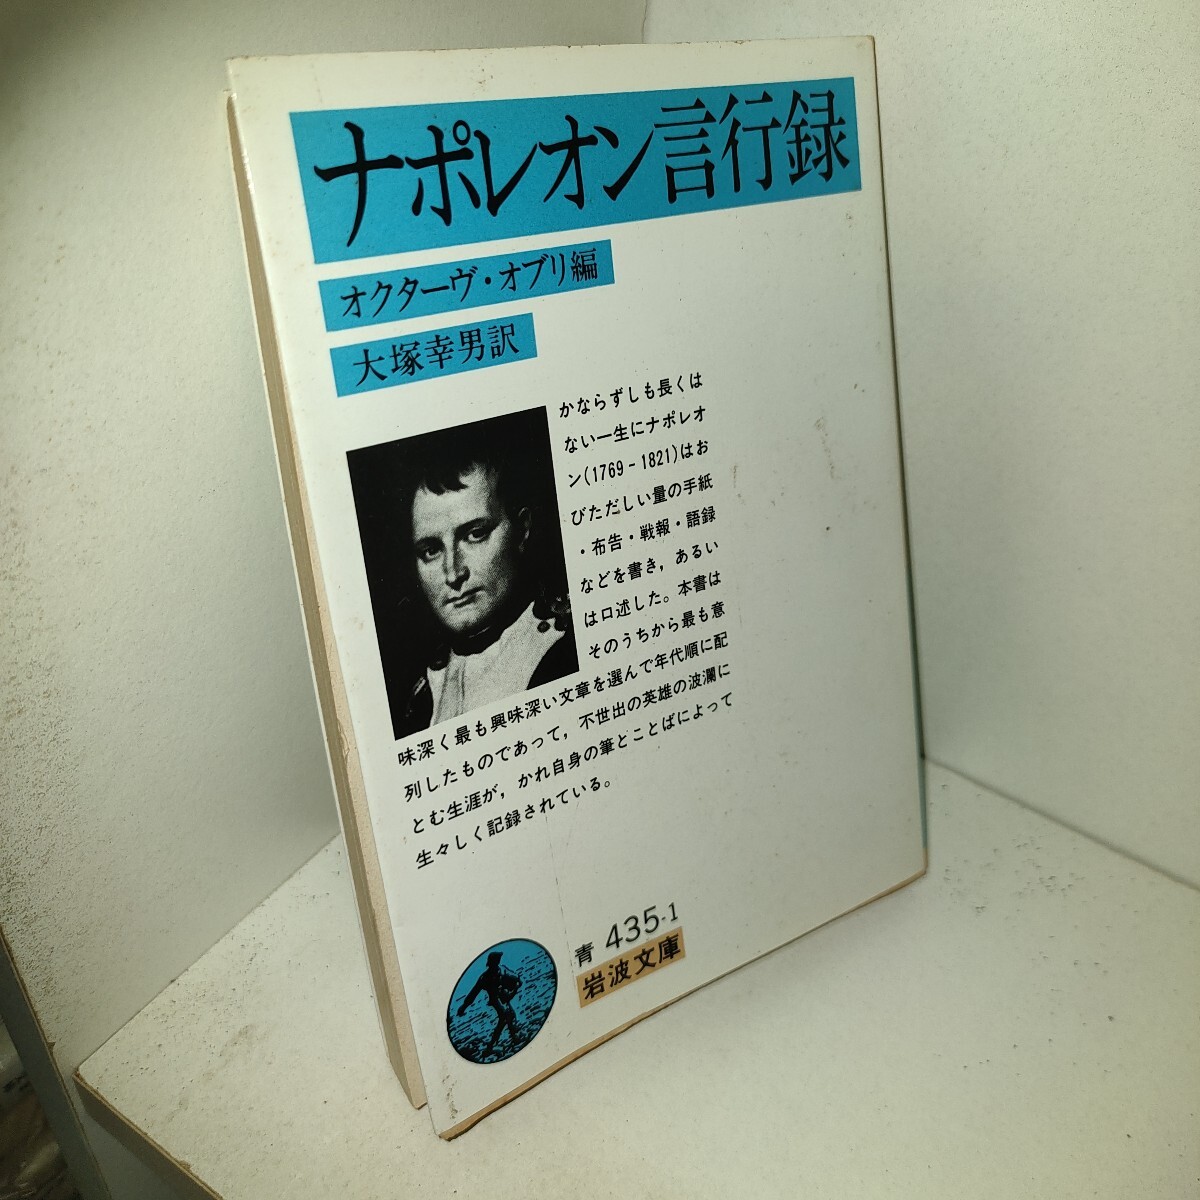 ナポレオン言行録
オクターヴ・オブリ編
大塚幸男訳
かならずしも長くは
ない一生にナポレオ
ン(1769-1821)はお
びただしい量の手紙
・布告・戦報・語録
などを書き，あるい
は口述した。本書は
そのうちから最も意
味深く最も興味深い文章を選んで年代順に配
列したものであって，不世出の英雄の波瀾に
とむ生涯が，かれ自身の筆とことばによって
生々しく記録されている。
青 435-1
岩波文庫